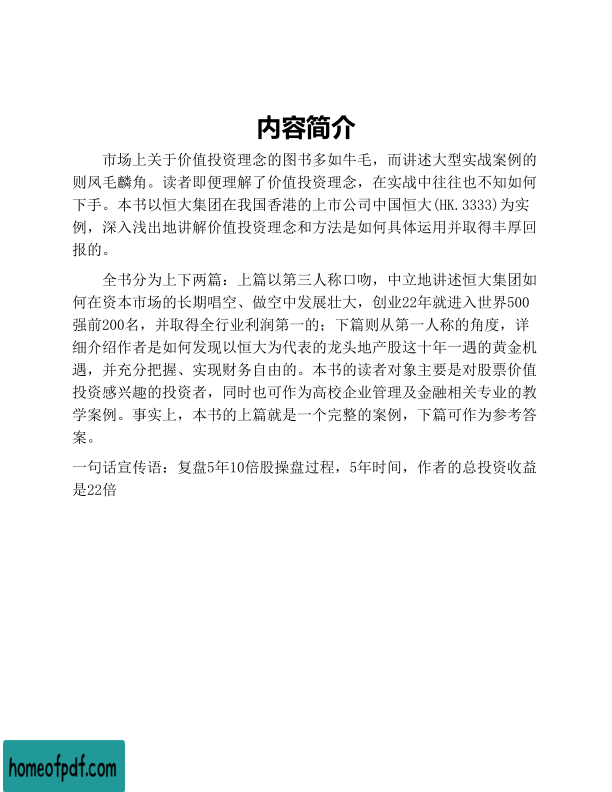 内容简介
市场上关于价值投资理念的图书多如牛毛，而讲述大型实战案例的
则凤毛麟角。读者即便理解了价值投资理念，在实战中往往也不知如何
下手。本书以恒大集团在我国香港的上市公司中国恒大(HK.3333)为实
例，深入浅出地讲解价值投资理念和方法是如何具体运用并取得丰厚回
报的。
全书分为上下两篇：上篇以第三人称口吻，中立地讲述恒大集团如
何在资本市场的长期唱空、做空中发展壮大，创业22年就进入世界500
强前200名，并取得全行业利润第一的；下篇则从第一人称的角度，详
细介绍作者是如何发现以恒大为代表的龙头地产股这十年一遇的黄金机
遇，并充分把握、实现财务自由的。本书的读者对象主要是对股票价值
投资感兴趣的投资者，同时也可作为高校企业管理及金融相关专业的教
学案例。事实上，本书的上篇就是一个完整的案例，下篇可作为参考答
案。
一句话宣传语：复盘5年10倍股操盘过程，5年时间，作者的总投资收益
是22倍
homeofpdf.com